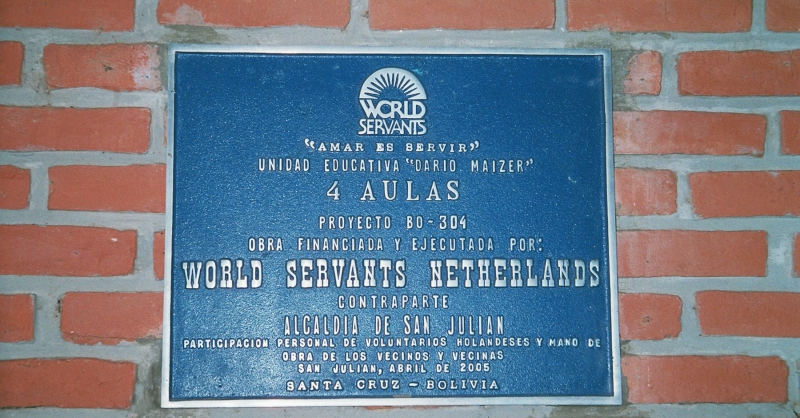 WORLD
SERVANTS
"AMAR ES SERVIR"
UNIDAD EDUCATIVA "DARIO MAIZER"
4 AULAS
PROYECTO BO-304
OBRA FINANCIADA Y EJECUTADA POR:
WORLD SERVANTS NETHERLANDS
CONTRAPARTE
ALCALDIA DE SAN JULIAN
PARTICIPACION PERSONAL DE VOLUNTARIOS HOLANDESES Y MANO DE
OBRA DE LOS VECINOS Y VECINAS
SAN JULIAN, ABRIL DE 2005
SANTA CRUZ - BOLIVIA